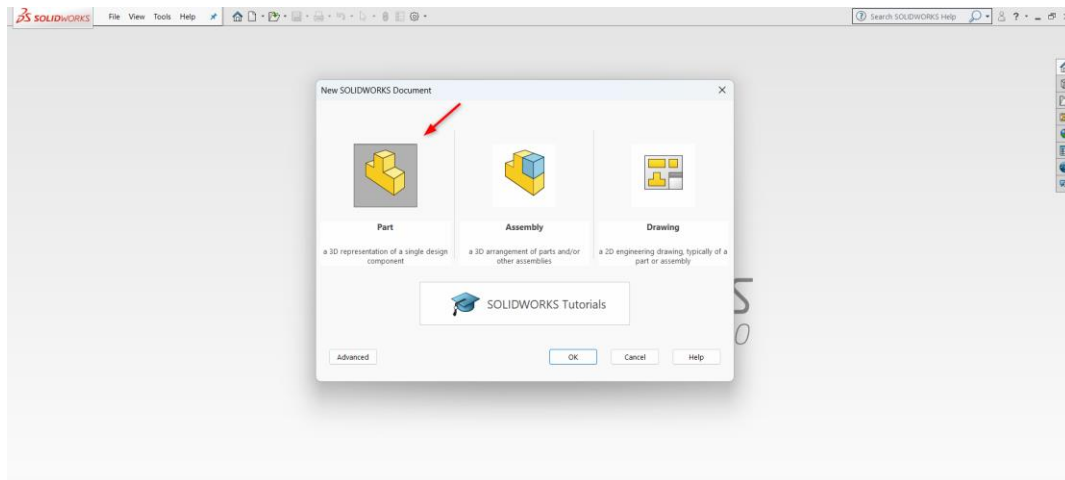 SOLIDWORKS File View Tools Help Search SOLIDWORKS Help ?
New SOLIDWORKS Document
Part Assembly Drawing
a 3D representation of a single design a 3D arrangement of parts and/or a 2D engineering drawing, typically of a
component other assemblies part or assembly
SOLIDWORKS Tutorials
S
0
Advanced OK Cancel Help